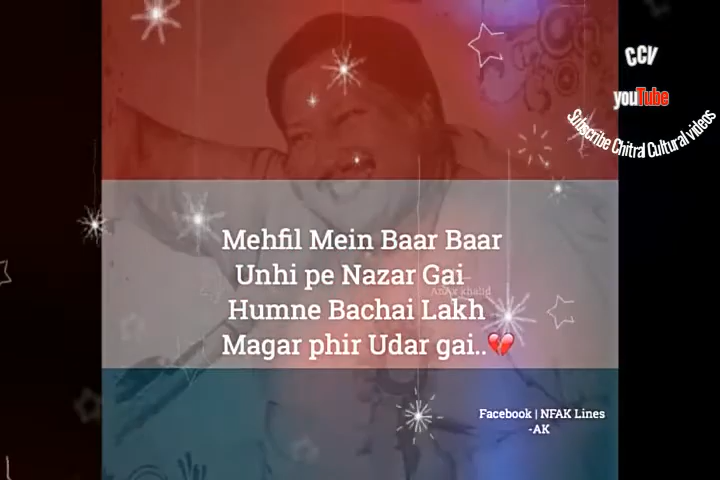 CCV
youTube
Subscribe Chitral Cultural videos
Mehfil Mein Baar Baar
Unhi pe Nazar Gai
Humne Bachai Lakh
Magar phir Udar gai..💔
Facebook | NFAK Lines
-AK